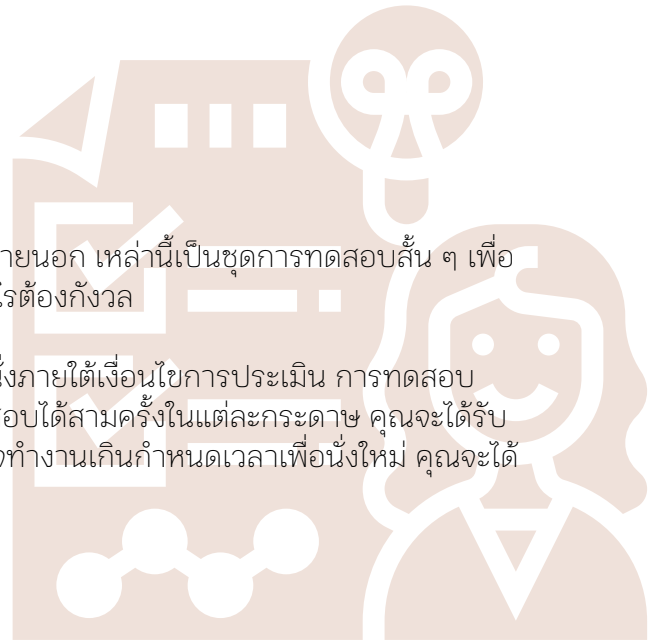 ายนอก เหล่านี้เป็นชุดการทดสอบสั้น ๆ เพื่อ
ไรต้องกังวล
นั่งภายใต้เงื่อนไขการประเมิน การทดสอบ
สอบได้สามครั้งในแต่ละกระดาษ คุณจะได้รับ
งทำงานเกินกำหนดเวลาเพื่อนั่งใหม่ คุณจะได้